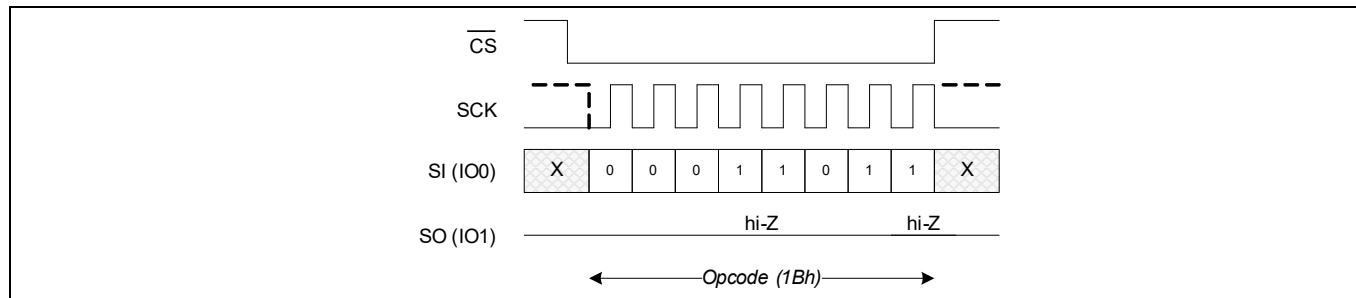 CS
SCK
SI (IO0) X 0 0 0 1 1 0 1 1 X
hi-Z hi-Z
SO (IO1)
Opcode (1Bh)